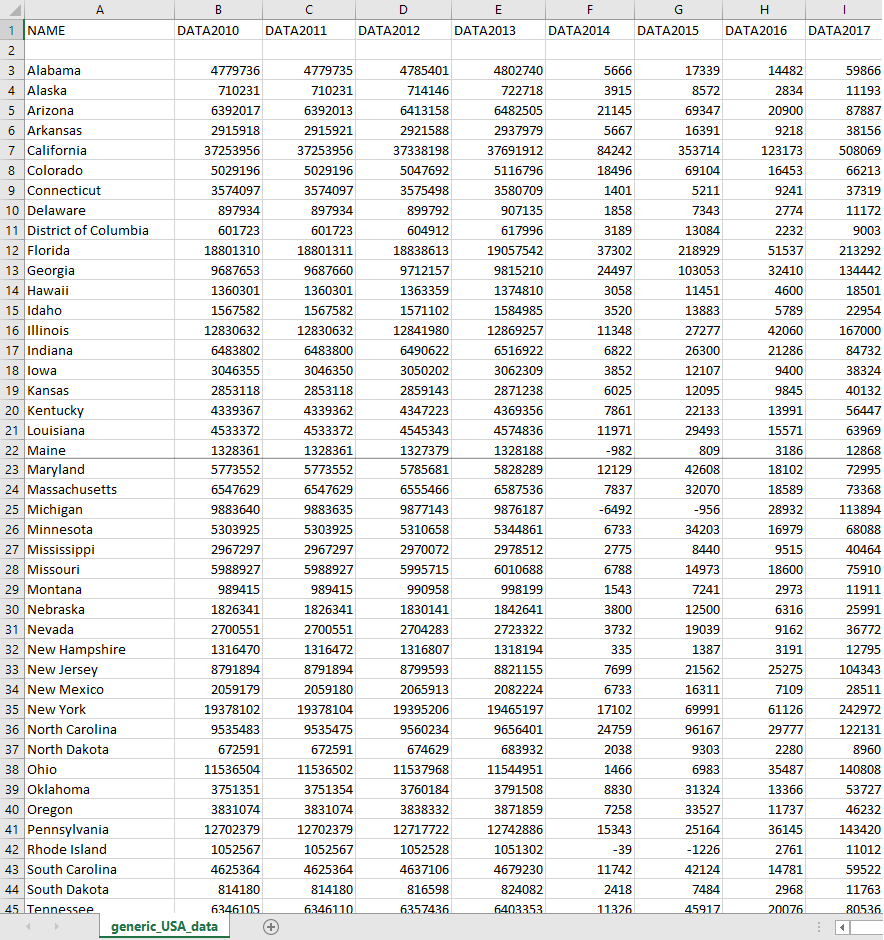 A B C D E F G H I
1 NAME DATA2010 DATA2011 DATA2012 DATA2013 DATA2014 DATA2015 DATA2016 DATA2017
2
3 Alabama 4779736 4779735 4785401 4802740 5666 17339 14482 59866
4 Alaska 710231 710231 714146 722718 3915 8572 2834 11193
5 Arizona 6392017 6392013 6413158 6482505 21145 69347 20900 87887
6 Arkansas 2915918 2915921 2921588 2937979 5667 16391 9218 38156
7 California 37253956 37253956 37338198 37691912 84242 353714 123173 508069
8 Colorado 5029196 5029196 5047692 5116796 18496 69104 16453 66213
9 Connecticut 3574097 3574097 3575498 3580709 1401 5211 9241 37319
10 Delaware 897934 897934 899792 907135 1858 7343 2774 11172
11 District of Columbia 601723 601723 604912 617996 3189 13084 2232 9003
12 Florida 18801310 18801311 18838613 19057542 37302 218929 51537 213292
13 Georgia 9687653 9687660 9712157 9815210 24497 103053 32410 134442
14 Hawaii 1360301 1360301 1363359 1374810 3058 11451 4600 18501
15 Idaho 1567582 1567582 1571102 1584985 3520 13883 5789 22954
16 Illinois 12830632 12830632 12841980 12869257 11348 27277 42060 167000
17 Indiana 6483802 6483800 6490622 6516922 6822 26300 21286 84732
18 Iowa 3046355 3046350 3050202 3062309 3852 12107 9400 38324
19 Kansas 2853118 2853118 2859143 2871238 6025 12095 9845 40132
20 Kentucky 4339367 4339362 4347223 4369356 7861 22133 13991 56447
21 Louisiana 4533372 4533372 4545343 4574836 11971 29493 15571 63969
22 Maine 1328361 1328361 1327379 1328188 -982 809 3186 12868
23 Maryland 5773552 5773552 5785681 5828289 12129 42608 18102 72995
24 Massachusetts 6547629 6547629 6555466 6587536 7837 32070 18589 73368
25 Michigan 9883640 9883635 9877143 9876187 -6492 -956 28932 113894
26 Minnesota 5303925 5303925 5310658 5344861 6733 34203 16979 68088
27 Mississippi 2967297 2967297 2970072 2978512 2775 8440 9515 40464
28 Missouri 5988927 5988927 5995715 6010688 6788 14973 18600 75910
29 Montana 989415 989415 990958 998199 1543 7241 2973 11911
30 Nebraska 1826341 1826341 1830141 1842641 3800 12500 6316 25991
31 Nevada 2700551 2700551 2704283 2723322 3732 19039 9162 36772
32 New Hampshire 1316470 1316472 1316807 1318194 335 1387 3191 12795
33 New Jersey 8791894 8791894 8799593 8821155 7699 21562 25275 104343
34 New Mexico 2059179 2059180 2065913 2082224 6733 16311 7109 28511
35 New York 19378102 19378104 19395206 19465197 17102 69991 61126 242972
36 North Carolina 9535483 9535475 9560234 9656401 24759 96167 29777 122131
37 North Dakota 672591 672591 674629 683932 2038 9303 2280 8960
38 Ohio 11536504 11536502 11537968 11544951 1466 6983 35487 140808
39 Oklahoma 3751351 3751354 3760184 3791508 8830 31324 13366 53727
40 Oregon 3831074 3831074 3838332 3871859 7258 33527 11737 46232
41 Pennsylvania 12702379 12702379 12717722 12742886 15343 25164 36145 143420
42 Rhode Island 1052567 1052567 1052528 1051302 -39 -1226 2761 11012
43 South Carolina 4625364 4625364 4637106 4679230 11742 42124 14781 59522
44 South Dakota 814180 814180 816598 824082 2418 7484 2968 11763
45 Tennessee 6346105 6346110 6357436 6403353 11326 45917 20076 80536
generic_USA_data